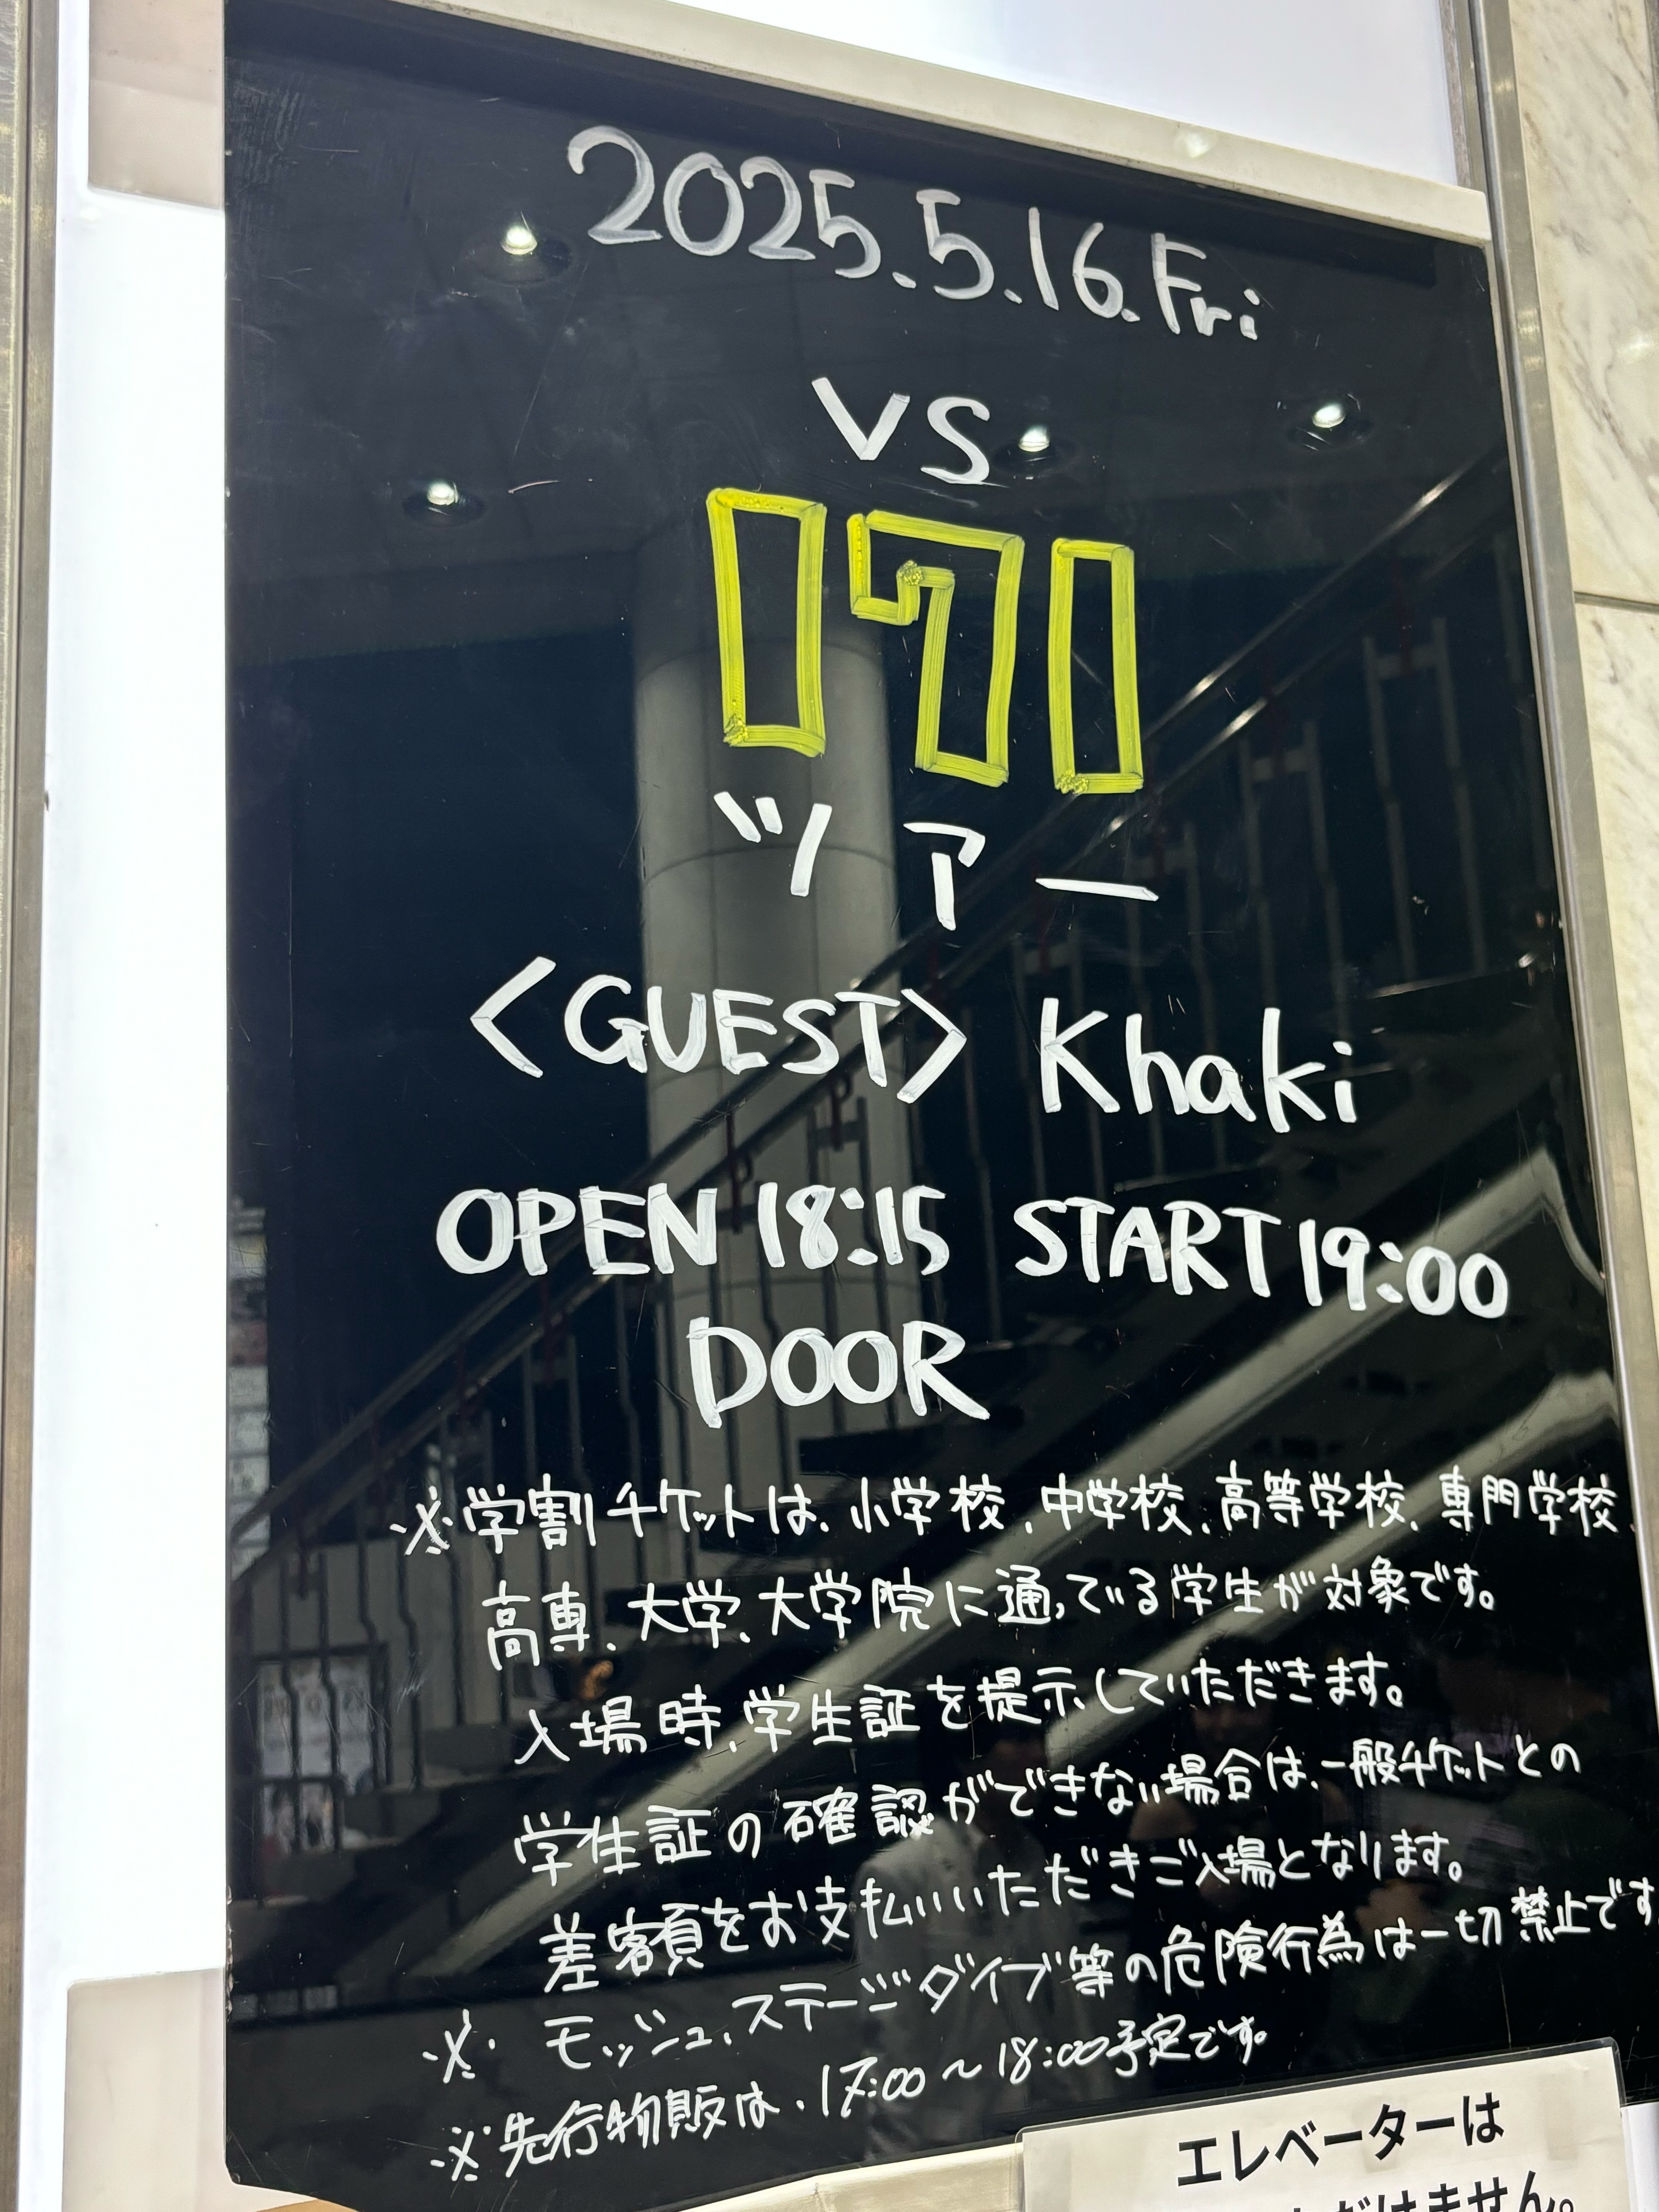 2025.5.16.Fri
VS
171
ツアー
<GUEST> Khaki
OPEN 18:15 START 19:00
DOOR
※学割チケットは、小学校、中学校、高等学校、専門学校、
高専、大学、大学院に通ってる学生が対象です。
入場時、学生証を提示していただきます。
学生証の確認ができない場合は、一般チケットとの
差額をお支払いいただきご入場となります。
※モッシュ、ステージダイブ等の危険行為は一切禁止です
※先行物販は、17:00〜18:00予定です。
エレベーターは
けません。